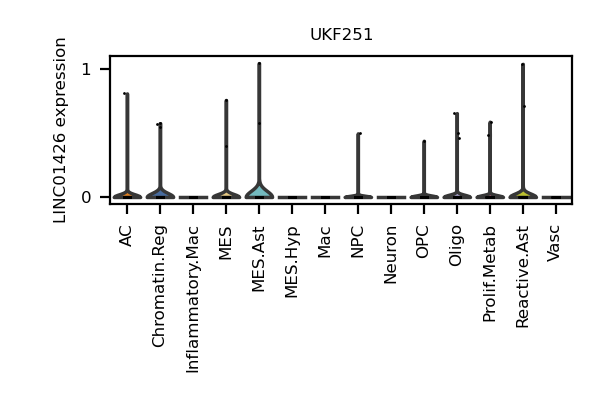 UKF251
LINC01426 expression
1
0
AC
Chromatin.Reg
Inflammatory.Mac
MES
MES.Ast
MES.Hyp
Mac
NPC
Neuron
OPC
Oligo
Prolif.Metab
Reactive.Ast
Vasc